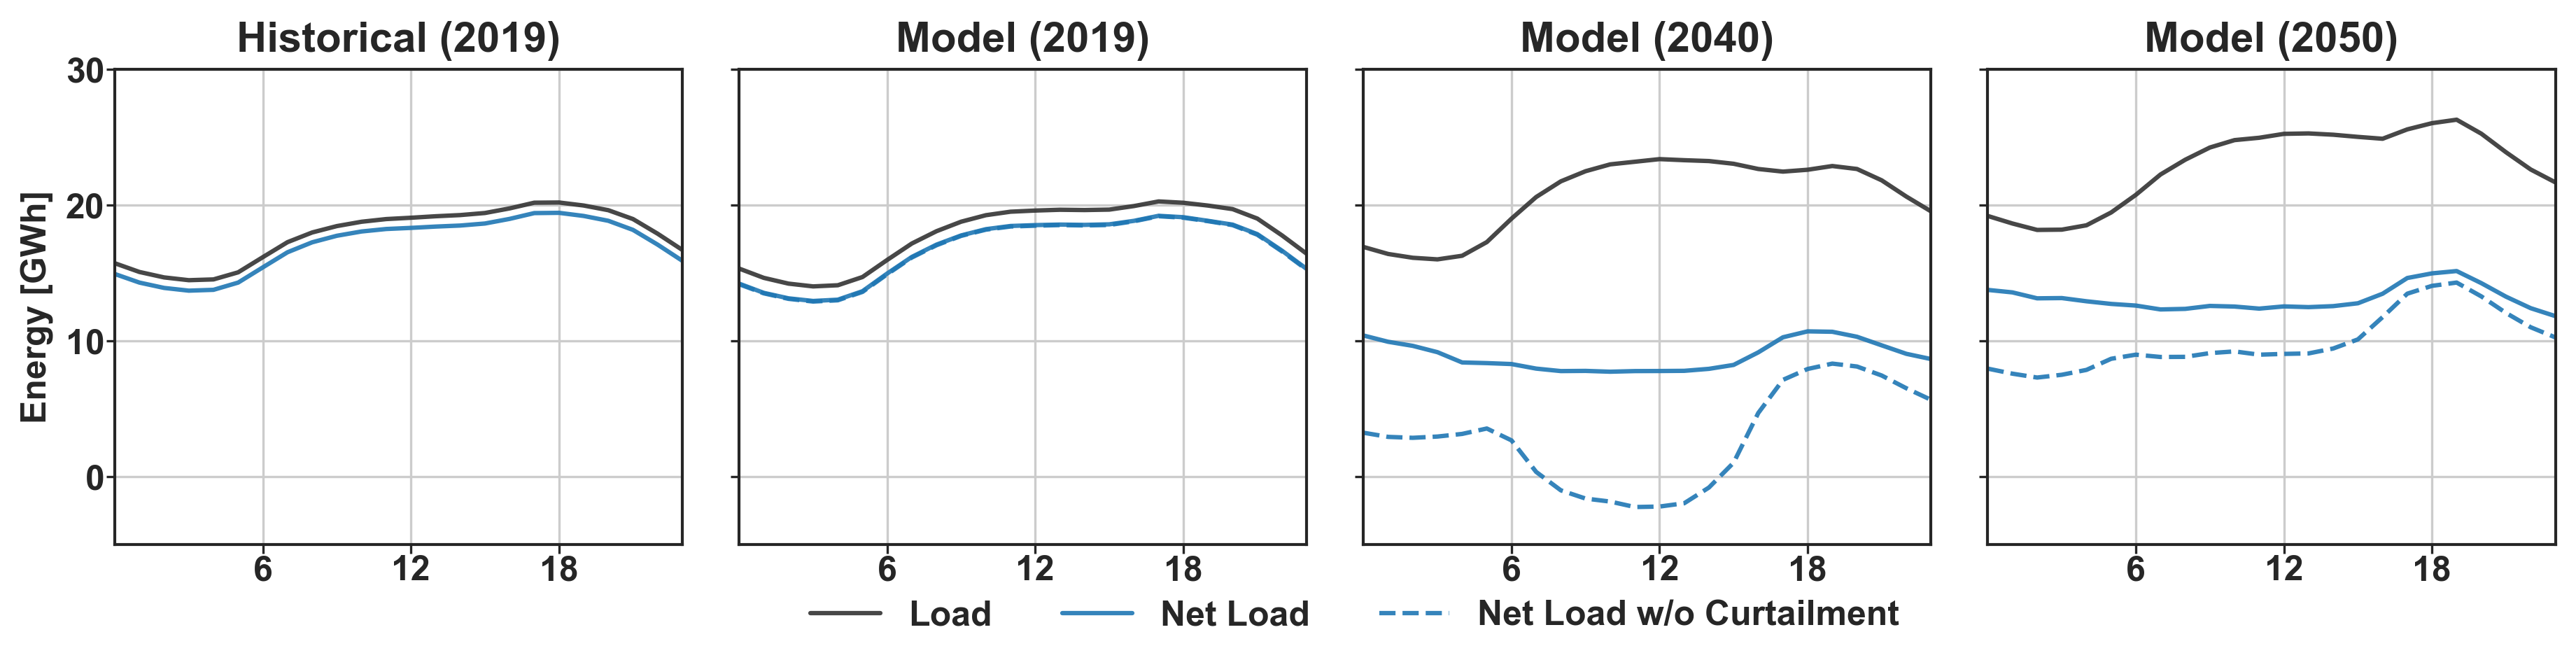 Historical (2019)
Model (2019)
Model (2040)
Model (2050)
Energy [GWh]
30
20
10
0
6 12 18
6 12 18
6 12 18
6 12 18
Load Net Load Net Load w/o Curtailment